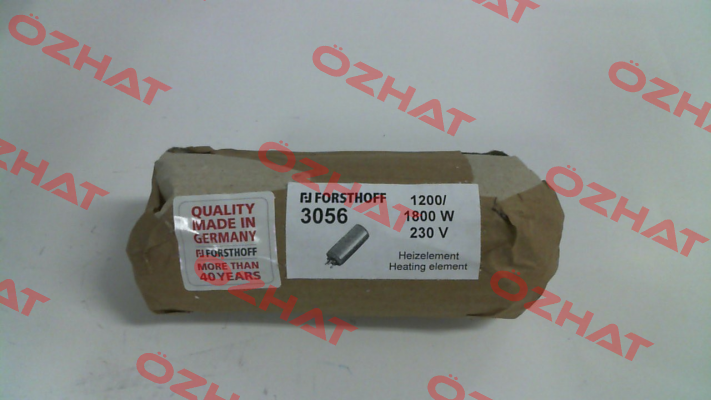 ÖZHAT
ÖZHAT
ÖZHAT
ÖZHAT
ÖZHAT
QUALITY
MADE IN
GERMANY
FORSTHOFF
MORE THAN
40 YEARS
FORSTHOFF
3056
1200/
1800 W
230 V
Heizelement
Heating element
ÖZHAT
ÖZHAT
ÖZHAT
ÖZHAT
ÖZHAT